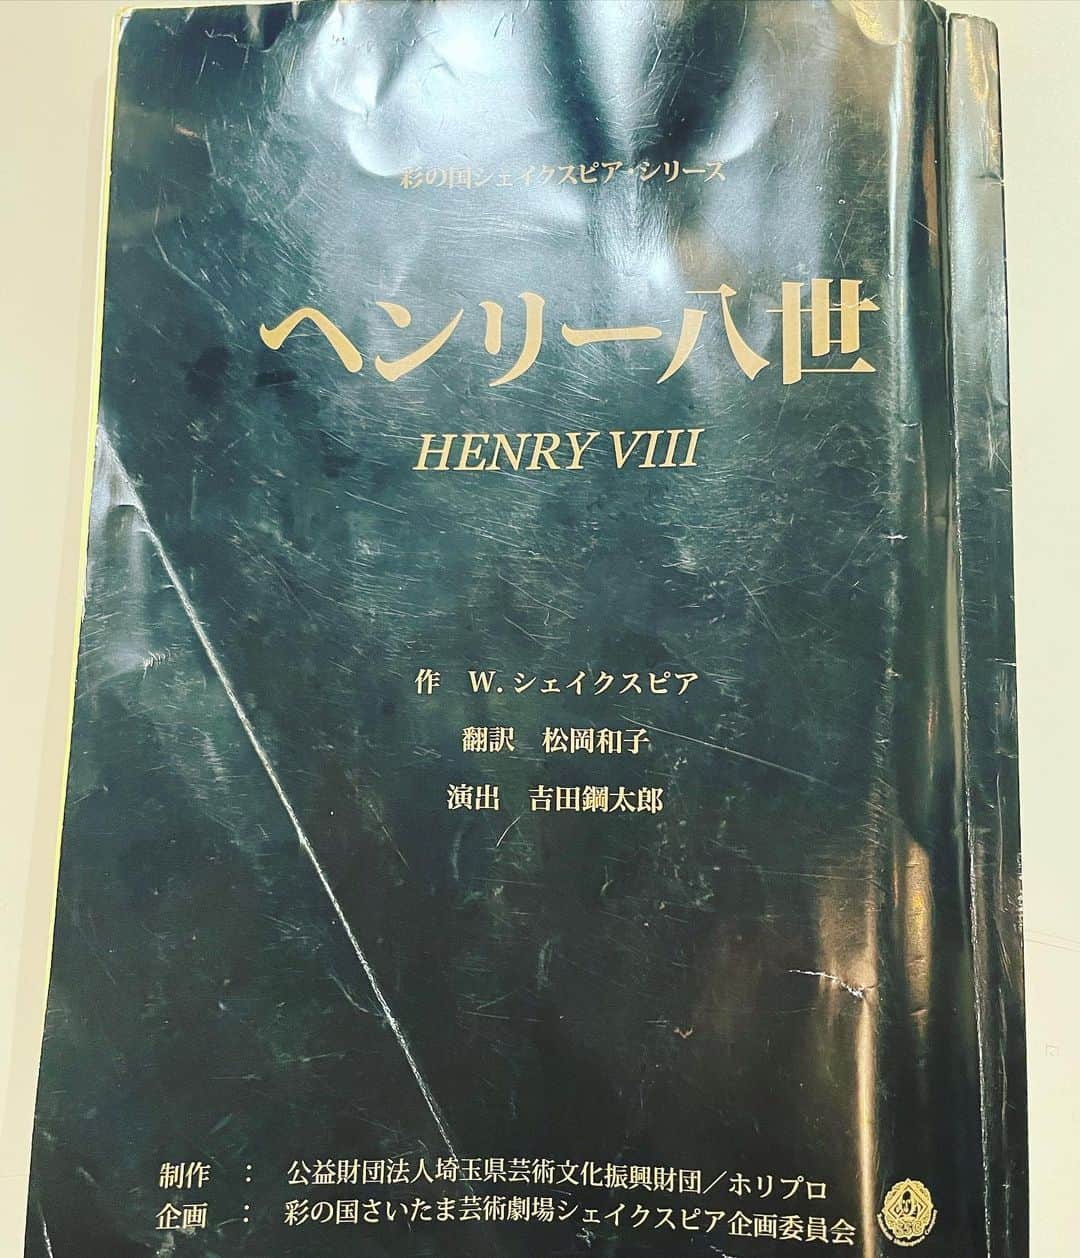 彩の国シェイクスピア・シリーズ
ヘンリー八世
HENRY VIII
作　W. シェイクスピア
翻訳　松岡和子
演出　吉田鋼太郎
制作　：　公益財団法人埼玉県芸術文化振興財団／ホリプロ
企画　：　彩の国さいたま芸術劇場シェイクスピア企画委員会